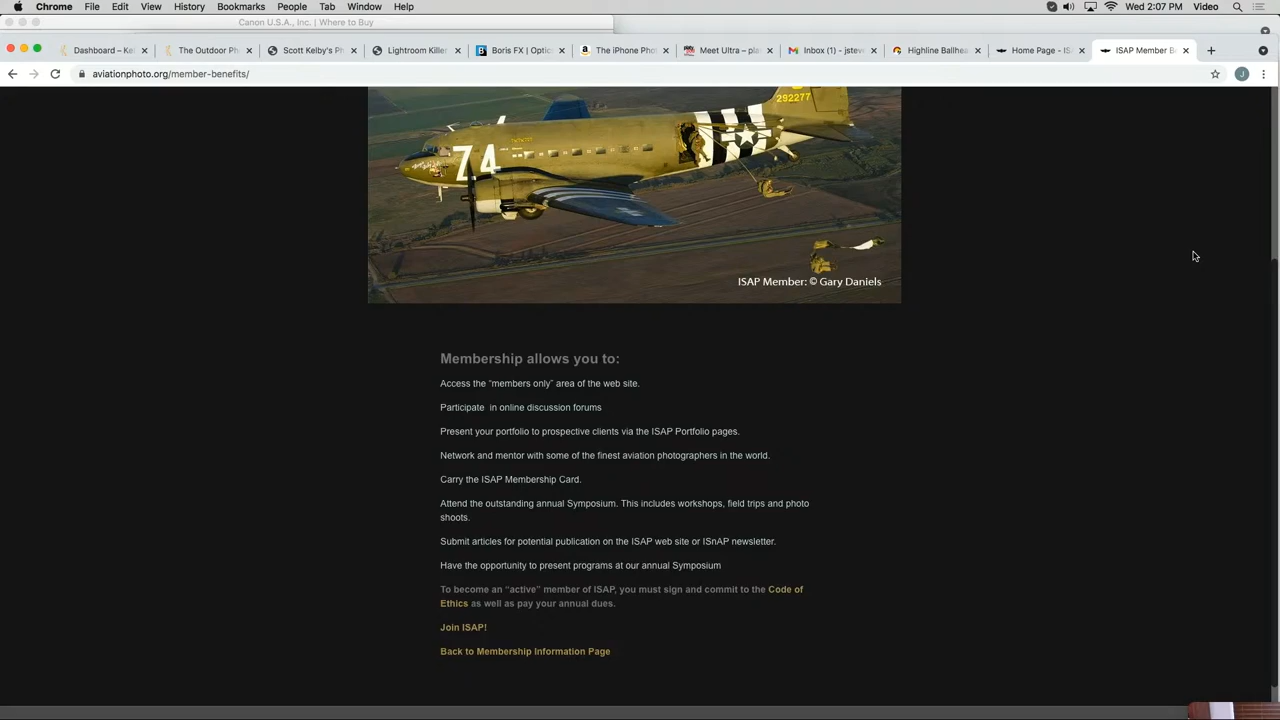 Chrome File Edit View History Bookmarks People Tab Window Help Wed 2:07 PM Video
Canon U.S.A., Inc. | Where to Buy
Dashboard – Kel The Outdoor Ph Scott Kelby's Ph Lightroom Killer Boris FX | Optic The iPhone Phot Meet Ultra – pla Inbox (1) - jstev Highline Ballhea Home Page - IS ISAP Member B
aviationphoto.org/member-benefits/
292277
74
ISAP Member: © Gary Daniels
Membership allows you to:
Access the “members only” area of the web site.
Participate in online discussion forums
Present your portfolio to prospective clients via the ISAP Portfolio pages.
Network and mentor with some of the finest aviation photographers in the world.
Carry the ISAP Membership Card.
Attend the outstanding annual Symposium. This includes workshops, field trips and photo
shoots.
Submit articles for potential publication on the ISAP web site or ISnAP newsletter.
Have the opportunity to present programs at our annual Symposium
To become an “active” member of ISAP, you must sign and commit to the Code of
Ethics as well as pay your annual dues.
Join ISAP!
Back to Membership Information Page